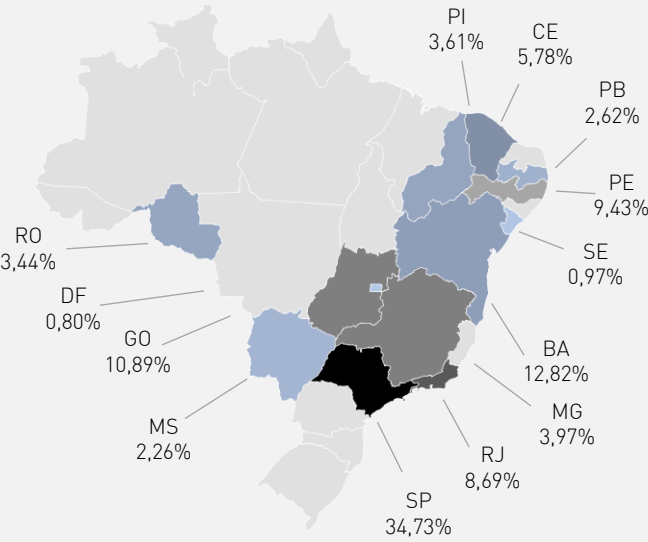 PI
3,61%
CE
5,78%
PB
2,62%
PE
9,43%
RO
3,44%
SE
0,97%
DF
0,80%
GO
10,89%
BA
12,82%
MG
3,97%
MS
2,26%
RJ
8,69%
SP
34,73%